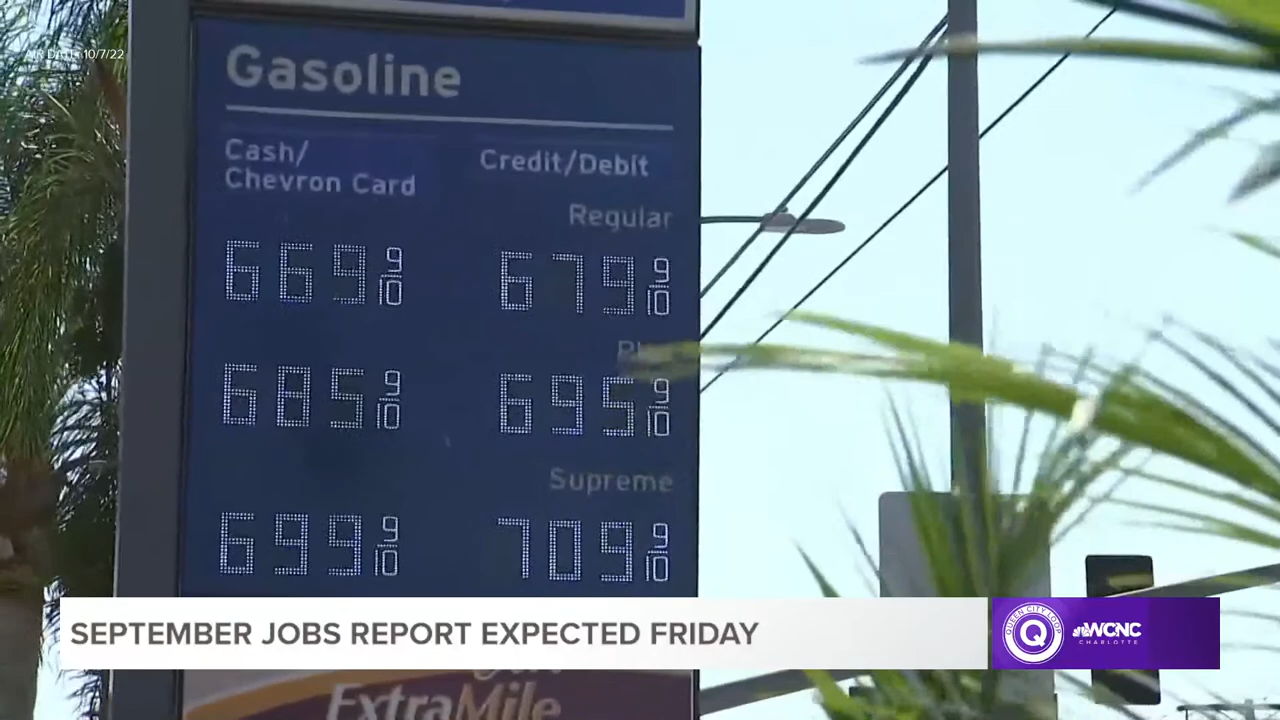 AIR DATE: 10/7/22
Gasoline
Cash/
Chevron Card
Credit/Debit
Regular
669 9/10
679 9/10
685 9/10
695 9/10
Supreme
699 9/10
709 9/10
SEPTEMBER JOBS REPORT EXPECTED FRIDAY
QUEEN CITY
Q
WCNC
CHARLOTTE
ExtraMile